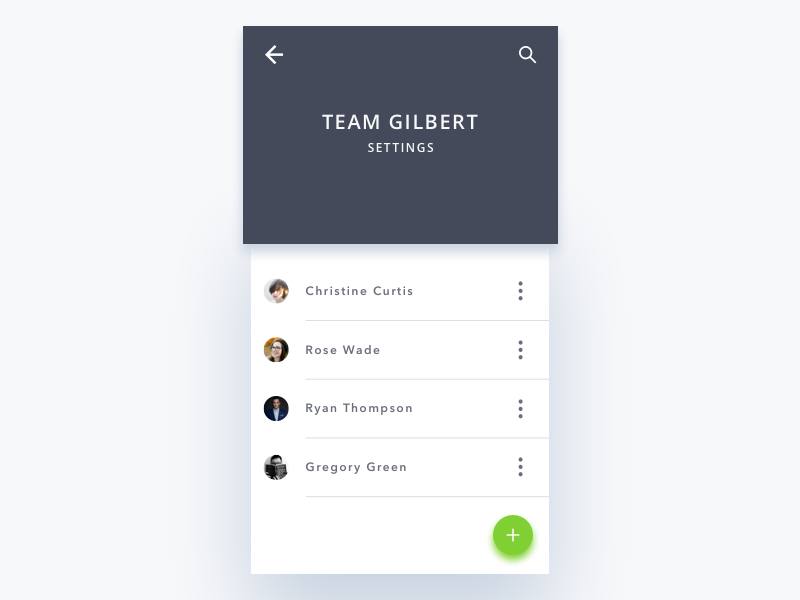 TEAM GILBERT
SETTINGS
Christine Curtis
Rose Wade
Ryan Thompson
Gregory Green